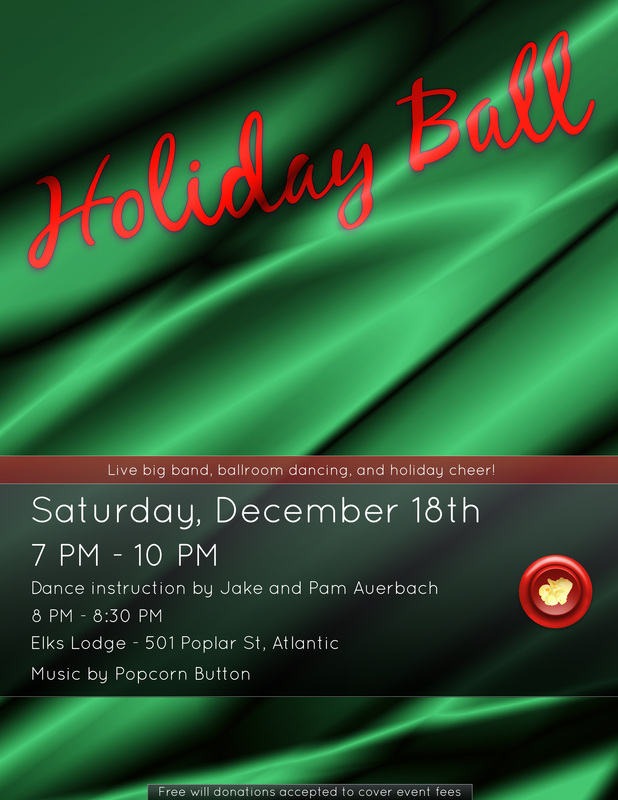 Holiday Ball
Live big band, ballroom dancing, and holiday cheer!
Saturday, December 18th
7 PM - 10 PM
Dance instruction by Jake and Pam Auerbach
8 PM - 8:30 PM
Elks Lodge - 501 Poplar St, Atlantic
Music by Popcorn Button
Free will donations accepted to cover event fees